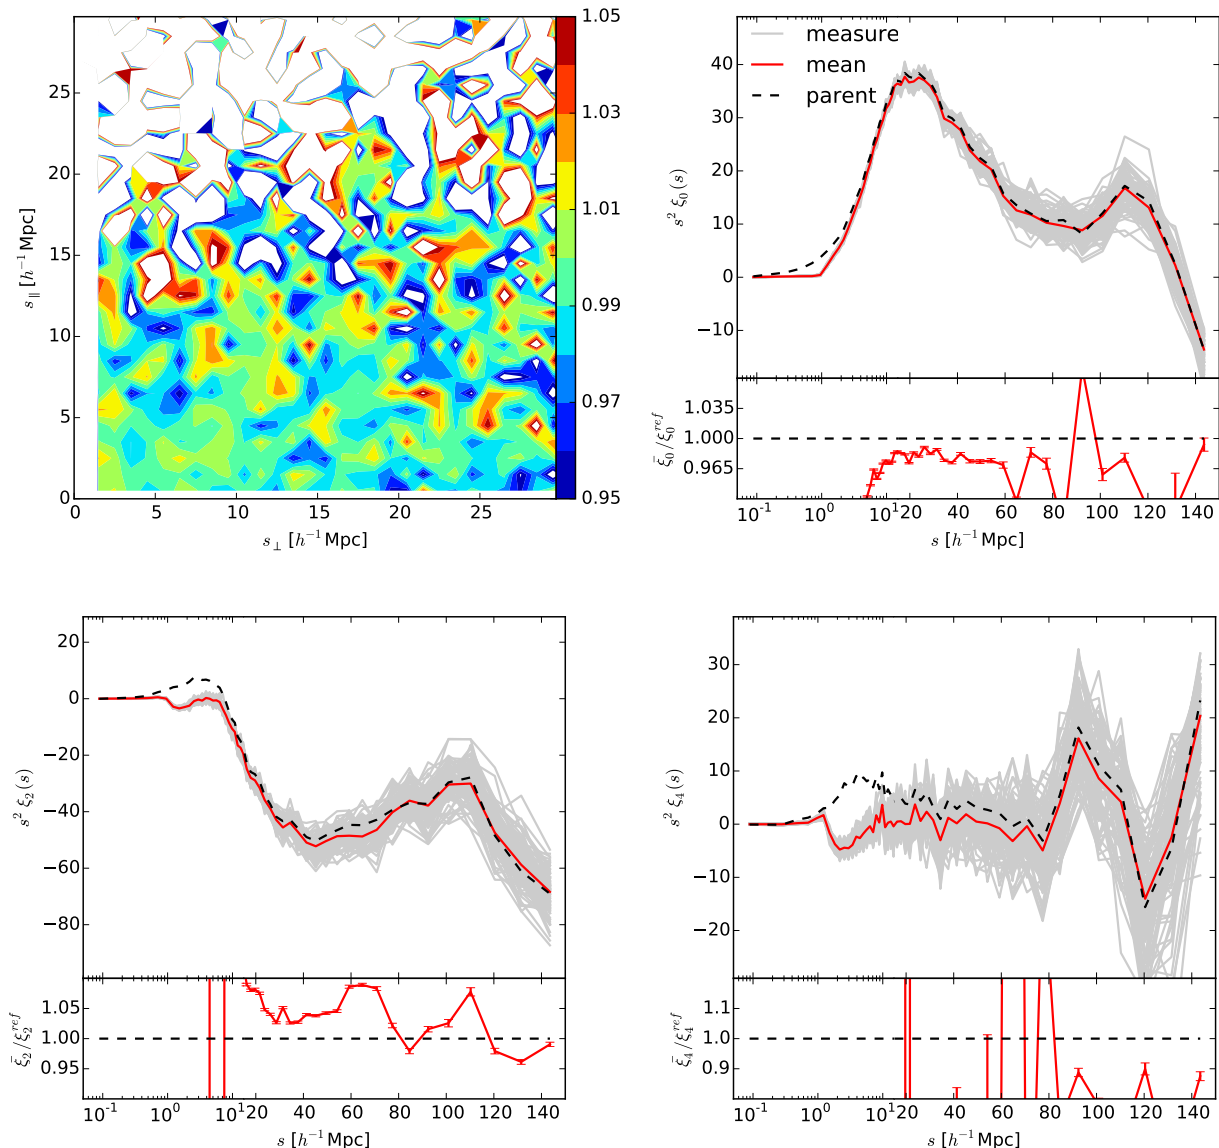 1.05
1.03
1.01
0.99
0.97
0.95
25
20
15
10
5
0
s∥ [h⁻¹ Mpc]
0 5 10 15 20 25
s⊥ [h⁻¹ Mpc]
measure
mean
parent
40
30
20
10
0
−10
s² ξ₀(s)
1.035
1.000
0.965
ξ̄₀/ξ₀^ref
10⁻¹ 10⁰ 10¹ 20 40 60 80 100 120 140
s [h⁻¹ Mpc]
20
0
−20
−40
−60
−80
s² ξ₂(s)
1.05
1.00
0.95
ξ̄₂/ξ₂^ref
10⁻¹ 10⁰ 10¹ 20 40 60 80 100 120 140
s [h⁻¹ Mpc]
30
20
10
0
−10
−20
s² ξ₄(s)
1.1
1.0
0.9
ξ̄₄/ξ₄^ref
10⁻¹ 10⁰ 10¹ 20 40 60 80 100 120 140
s [h⁻¹ Mpc]